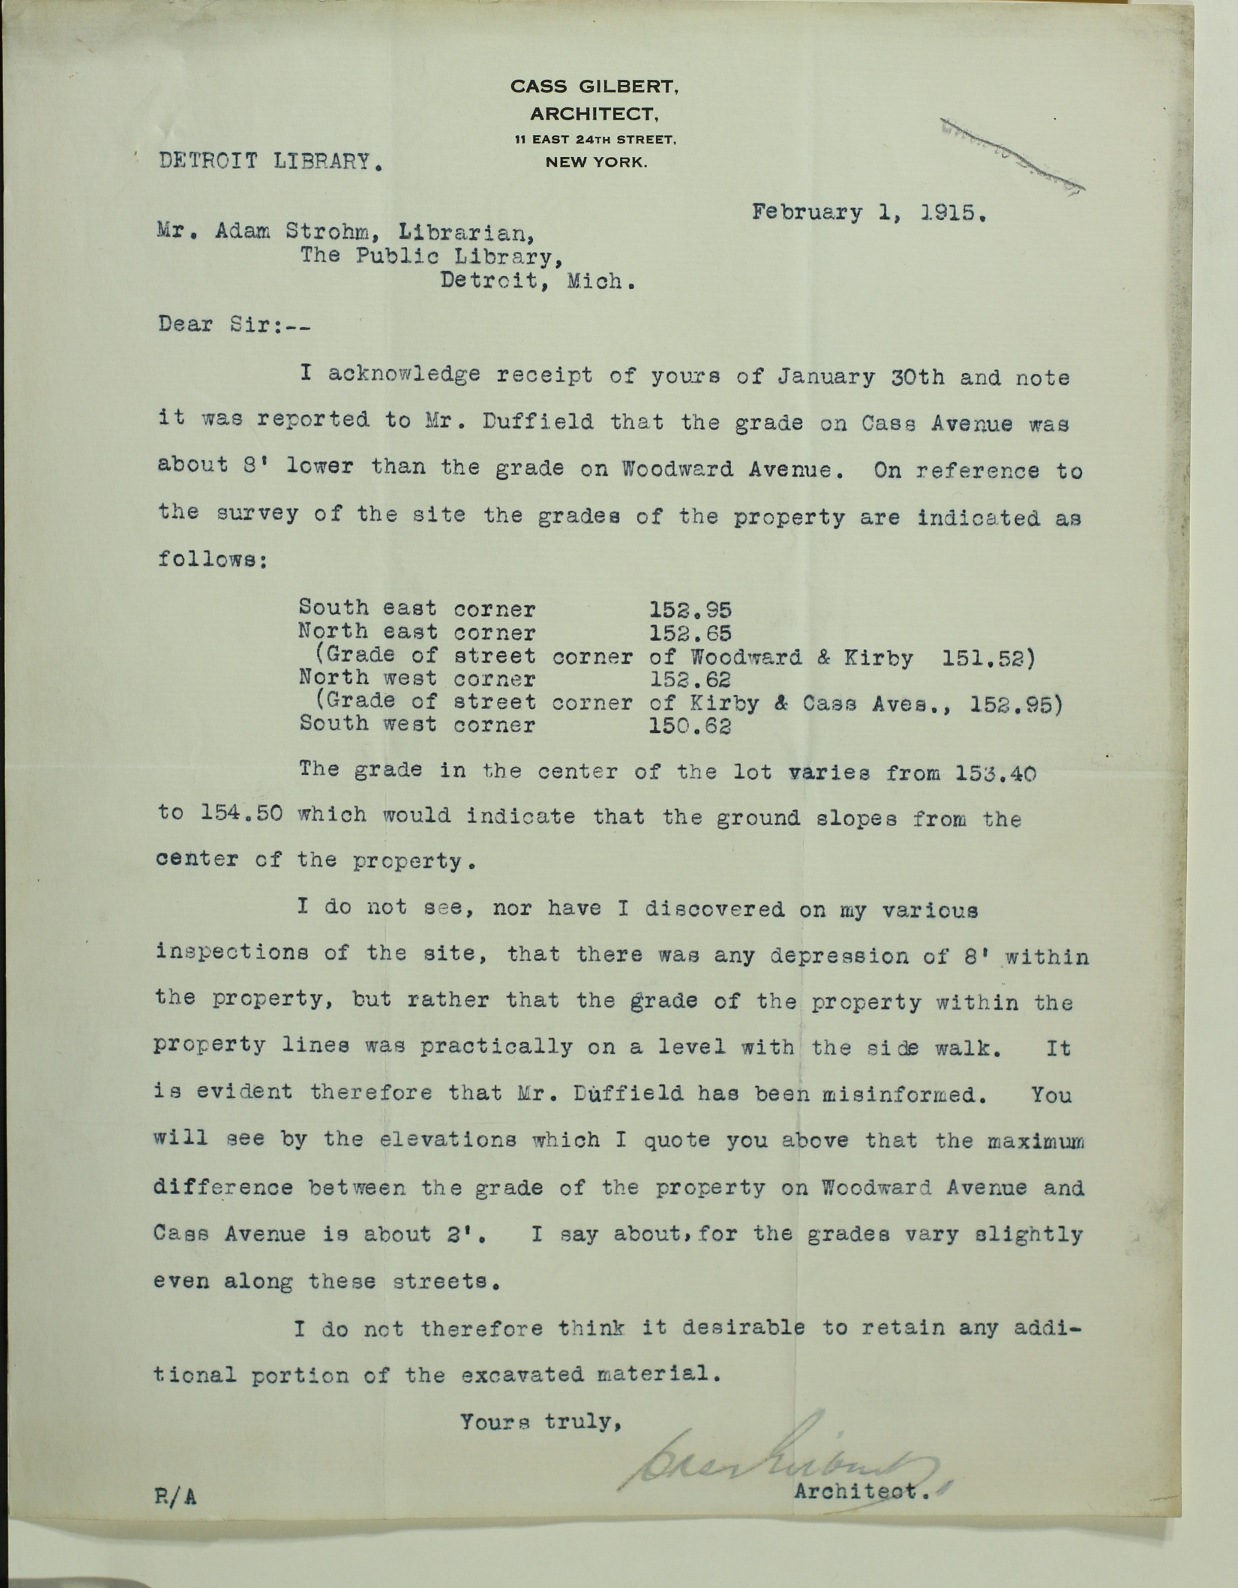 CASS GILBERT,
ARCHITECT,
11 EAST 24TH STREET,
NEW YORK.
DETROIT LIBRARY.
February 1, 1915.
Mr. Adam Strohm, Librarian,
The Public Library,
Detroit, Mich.
Dear Sir:--
I acknowledge receipt of yours of January 30th and note
it was reported to Mr. Duffield that the grade on Cass Avenue was
about 8' lower than the grade on Woodward Avenue. On reference to
the survey of the site the grades of the property are indicated as
follows:
South east corner 152.95
North east corner 152.65
(Grade of street corner of Woodward & Kirby 151.52)
North west corner 152.62
(Grade of street corner of Kirby & Cass Aves., 152.95)
South west corner 150.62
The grade in the center of the lot varies from 153.40
to 154.50 which would indicate that the ground slopes from the
center of the property.
I do not see, nor have I discovered on my various
inspections of the site, that there was any depression of 8' within
the property, but rather that the grade of the property within the
property lines was practically on a level with the side walk. It
is evident therefore that Mr. Duffield has been misinformed. You
will see by the elevations which I quote you above that the maximum
difference between the grade of the property on Woodward Avenue and
Cass Avenue is about 2'. I say about, for the grades vary slightly
even along these streets.
I do not therefore think it desirable to retain any addi-
tional portion of the excavated material.
Yours truly,
Cass Gilbert
Architect.
R/A